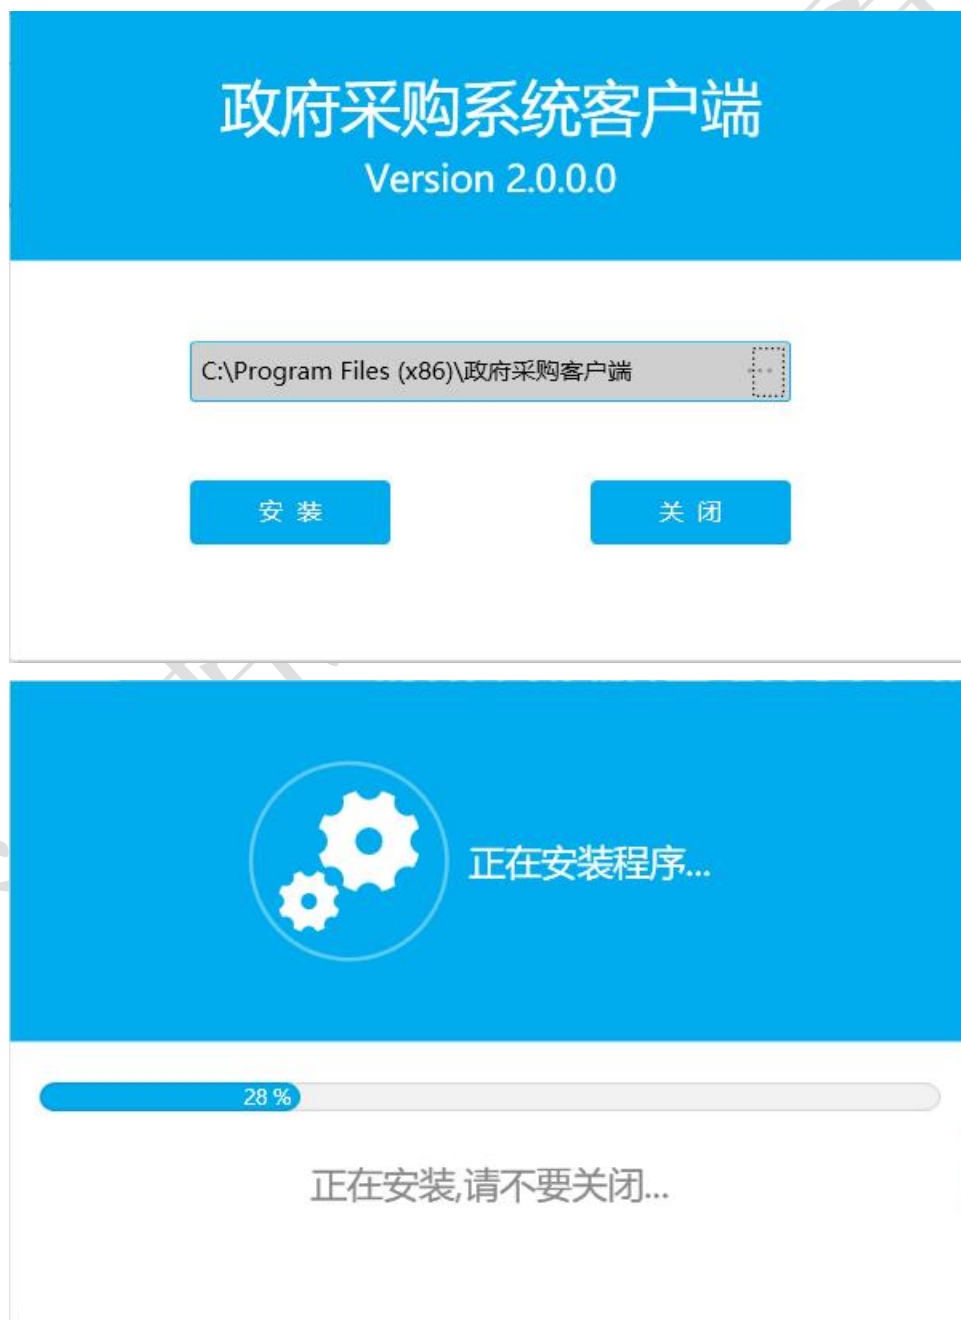 政府采购系统客户端
Version 2.0.0.0
C:\Program Files (x86)\政府采购客户端 ...
安 装
关 闭
正在安装程序...
28 %
正在安装,请不要关闭...